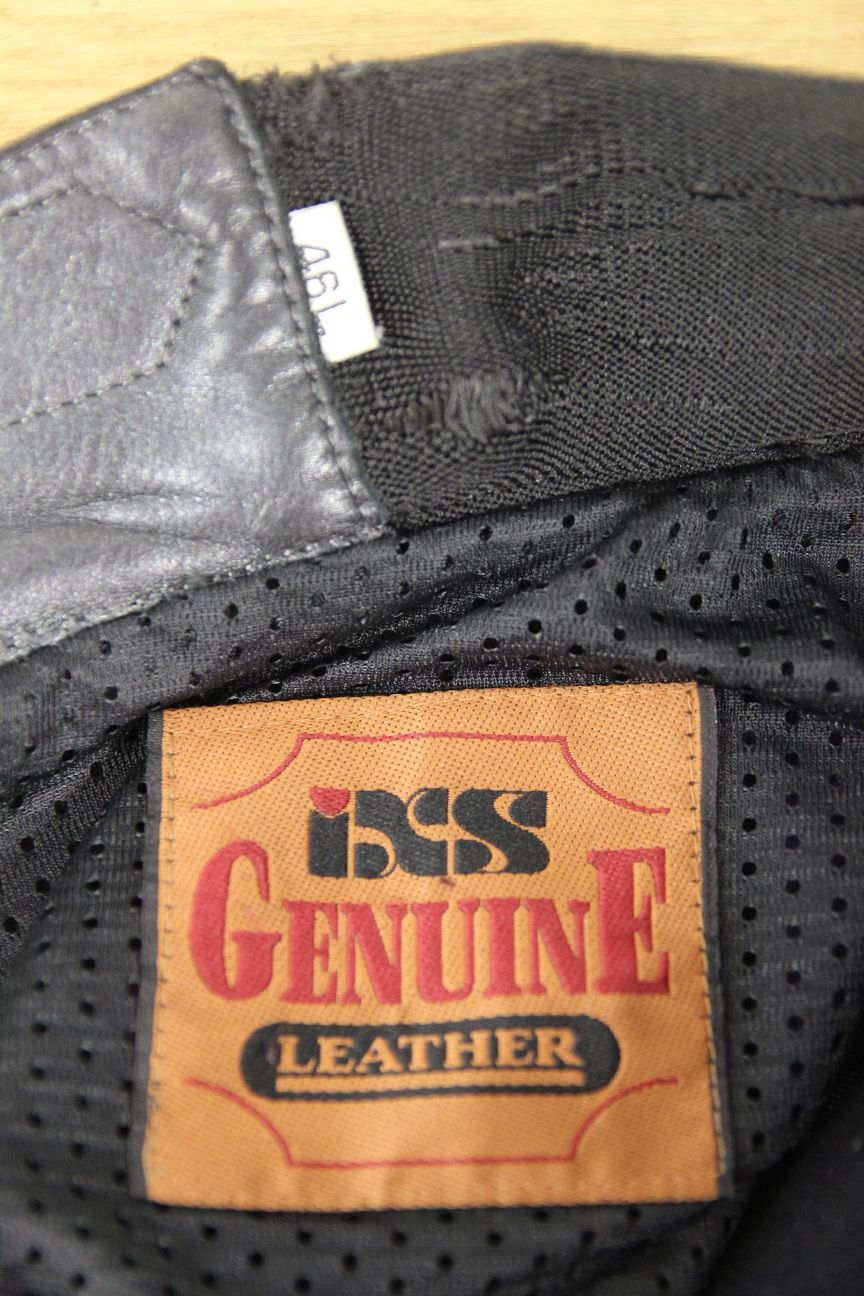 46L
iXS
GENUINE
LEATHER